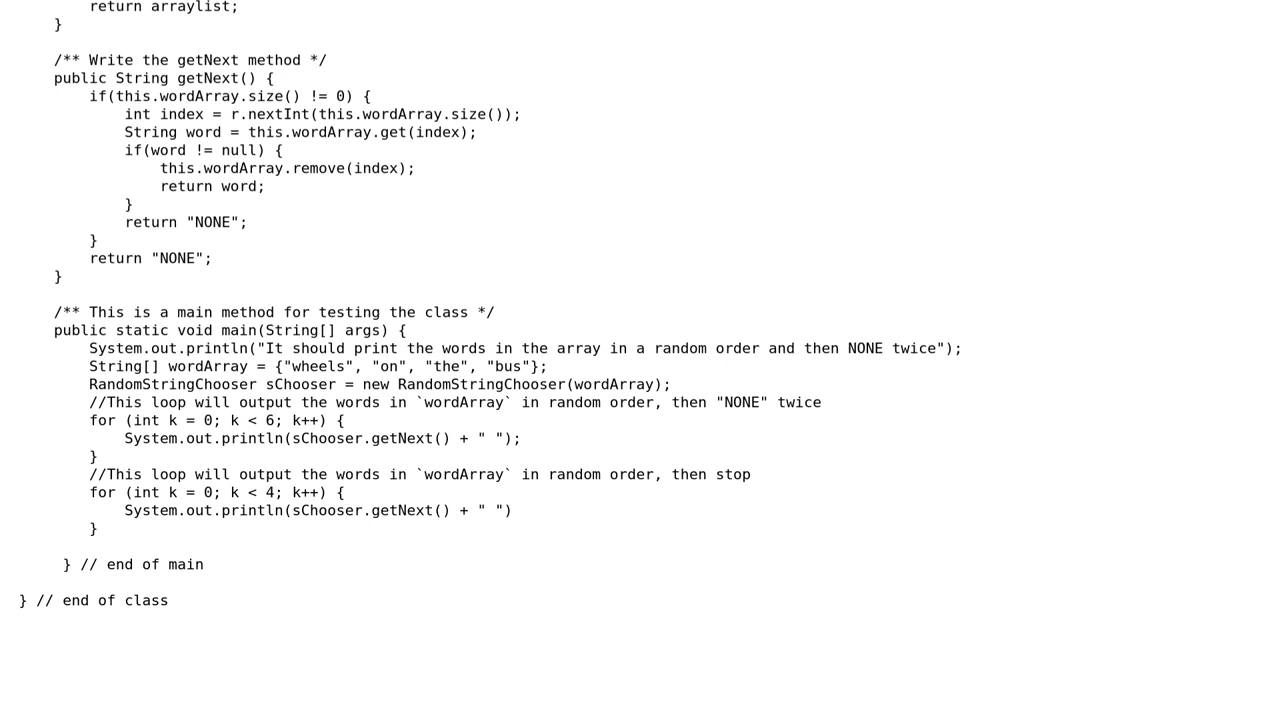 return arraylist;
    }

    /** Write the getNext method */
    public String getNext() {
        if(this.wordArray.size() != 0) {
            int index = r.nextInt(this.wordArray.size());
            String word = this.wordArray.get(index);
            if(word != null) {
                this.wordArray.remove(index);
                return word;
            }
            return "NONE";
        }
        return "NONE";
    }

    /** This is a main method for testing the class */
    public static void main(String[] args) {
        System.out.println("It should print the words in the array in a random order and then NONE twice");
        String[] wordArray = {"wheels", "on", "the", "bus"};
        RandomStringChooser sChooser = new RandomStringChooser(wordArray);
        //This loop will output the words in `wordArray` in random order, then "NONE" twice
        for (int k = 0; k < 6; k++) {
            System.out.println(sChooser.getNext() + " ");
        }
        //This loop will output the words in `wordArray` in random order, then stop
        for (int k = 0; k < 4; k++) {
            System.out.println(sChooser.getNext() + " ")
        }

     } // end of main

} // end of class